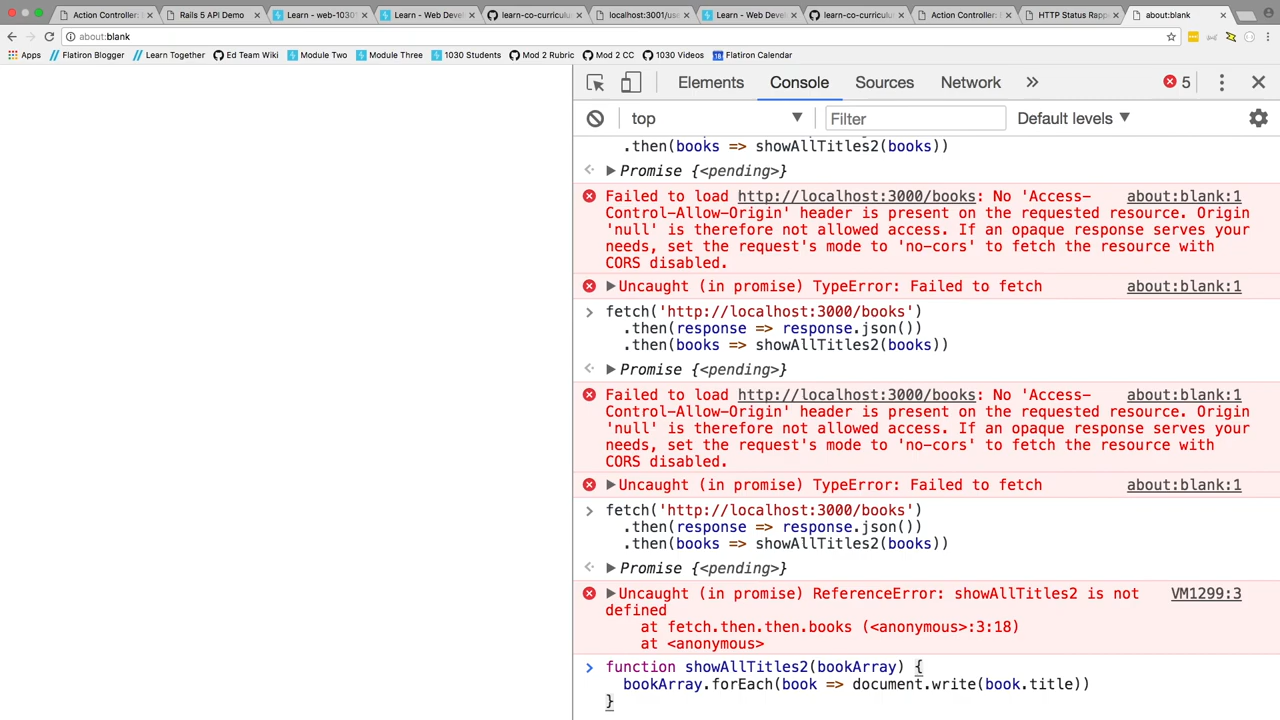 Action Controller:
Rails 5 API Demo
Learn - web-1030
Learn - Web Deve
learn-co-curriculu
localhost:3001/use
Learn - Web Deve
learn-co-curriculu
Action Controller:
HTTP Status Rapp
about:blank
about:blank
Apps
Flatiron Blogger
Learn Together
Ed Team Wiki
Module Two
Module Three
1030 Students
Mod 2 Rubric
Mod 2 CC
1030 Videos
Flatiron Calendar
Elements Console Sources Network » 5
top Filter Default levels
.then(books => showAllTitles2(books))
Promise {<pending>}
Failed to load http://localhost:3000/books: No 'Access- about:blank:1
Control-Allow-Origin' header is present on the requested resource. Origin
'null' is therefore not allowed access. If an opaque response serves your
needs, set the request's mode to 'no-cors' to fetch the resource with
CORS disabled.
Uncaught (in promise) TypeError: Failed to fetch about:blank:1
fetch('http://localhost:3000/books')
.then(response => response.json())
.then(books => showAllTitles2(books))
Promise {<pending>}
Failed to load http://localhost:3000/books: No 'Access- about:blank:1
Control-Allow-Origin' header is present on the requested resource. Origin
'null' is therefore not allowed access. If an opaque response serves your
needs, set the request's mode to 'no-cors' to fetch the resource with
CORS disabled.
Uncaught (in promise) TypeError: Failed to fetch about:blank:1
fetch('http://localhost:3000/books')
.then(response => response.json())
.then(books => showAllTitles2(books))
Promise {<pending>}
Uncaught (in promise) ReferenceError: showAllTitles2 is not VM1299:3
defined
at fetch.then.then.books (<anonymous>:3:18)
at <anonymous>
function showAllTitles2(bookArray) {
bookArray.forEach(book => document.write(book.title))
}